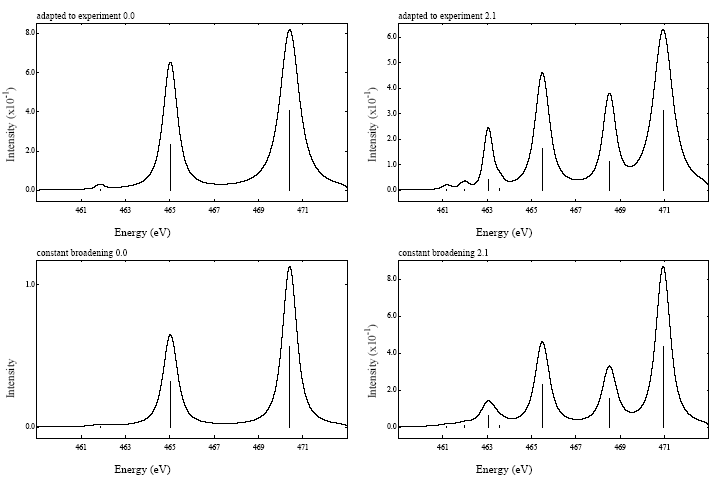 adapted to experiment 0.0
8.0
6.0
4.0
2.0
0.0
Intensity (x10⁻¹)
461 463 465 467 469 471
Energy (eV)
adapted to experiment 2.1
6.0
5.0
4.0
3.0
2.0
1.0
0.0
Intensity (x10⁻¹)
461 463 465 467 469 471
Energy (eV)
constant broadening 0.0
1.0
0.0
Intensity
461 463 465 467 469 471
Energy (eV)
constant broadening 2.1
8.0
6.0
4.0
2.0
0.0
Intensity (x10⁻¹)
461 463 465 467 469 471
Energy (eV)